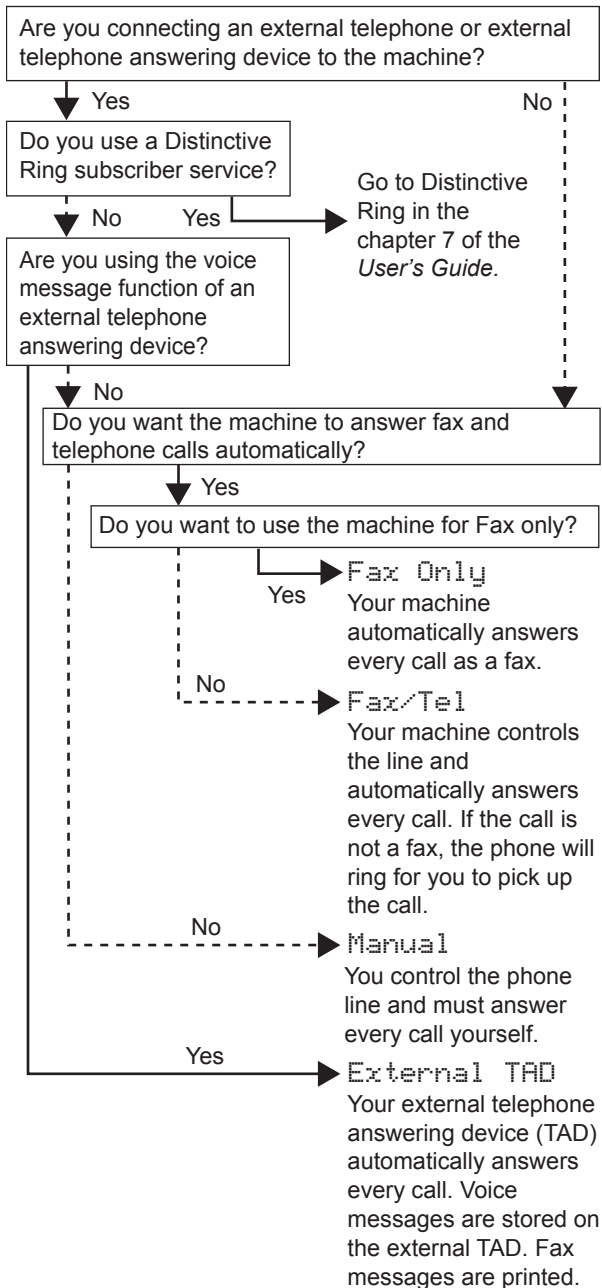 Are you connecting an external telephone or external
telephone answering device to the machine?
Yes
No
Do you use a Distinctive
Ring subscriber service?
No
Yes
Go to Distinctive
Ring in the
chapter 7 of the
User's Guide.
Are you using the voice
message function of an
external telephone
answering device?
No
Do you want the machine to answer fax and
telephone calls automatically?
Yes
Do you want to use the machine for Fax only?
Yes
Fax Only
Your machine
automatically answers
every call as a fax.
No
Fax/Tel
Your machine controls
the line and
automatically answers
every call. If the call is
not a fax, the phone will
ring for you to pick up
the call.
No
Manual
You control the phone
line and must answer
every call yourself.
Yes
External TAD
Your external telephone
answering device (TAD)
automatically answers
every call. Voice
messages are stored on
the external TAD. Fax
messages are printed.